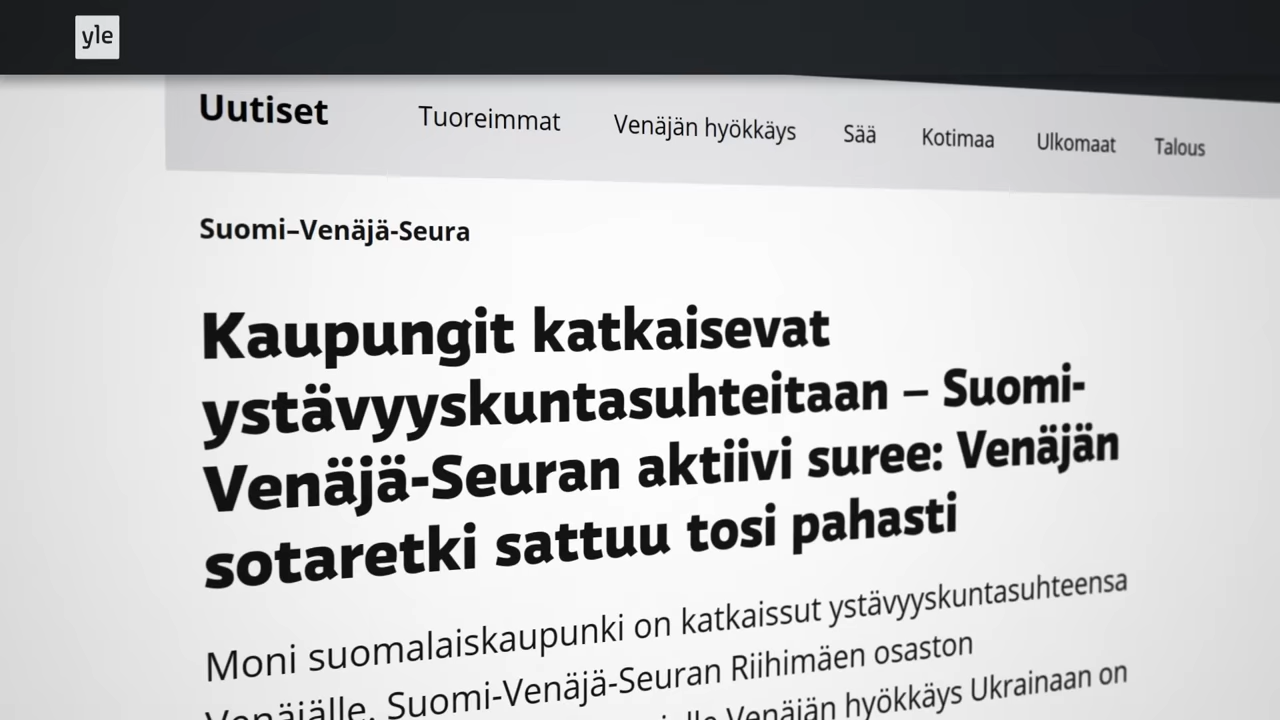 yle
Uutiset Tuoreimmat Venäjän hyökkäys Sää Kotimaa Ulkomaat Talous
Suomi–Venäjä-Seura
Kaupungit katkaisevat
ystävyyskuntasuhteitaan – Suomi-
Venäjä-Seuran aktiivi suree: Venäjän
sotaretki sattuu tosi pahasti
Moni suomalaiskaupunki on katkaissut ystävyyskuntasuhteensa
Venäjälle. Suomi-Venäjä-Seuran Riihimäen osaston
Venäjän hyökkäys Ukrainaan on